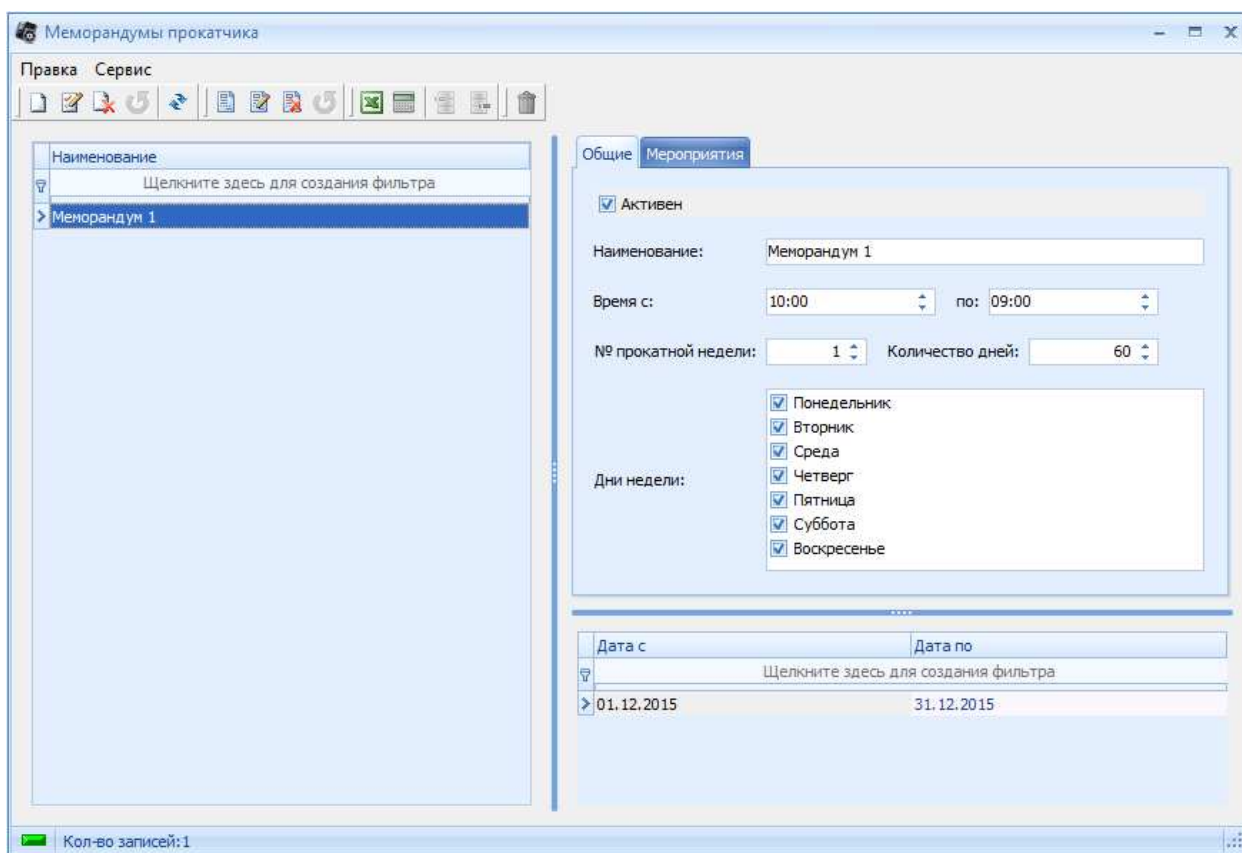 Меморандумы прокатчика
Правка Сервис
Наименование
Щелкните здесь для создания фильтра
Меморандум 1
Общие Мероприятия
Активен
Наименование: Меморандум 1
Время с: 10:00 по: 09:00
№ прокатной недели: 1 Количество дней: 60
Дни недели:
Понедельник
Вторник
Среда
Четверг
Пятница
Суббота
Воскресенье
Дата с Дата по
Щелкните здесь для создания фильтра
01.12.2015 31.12.2015
Кол-во записей:1